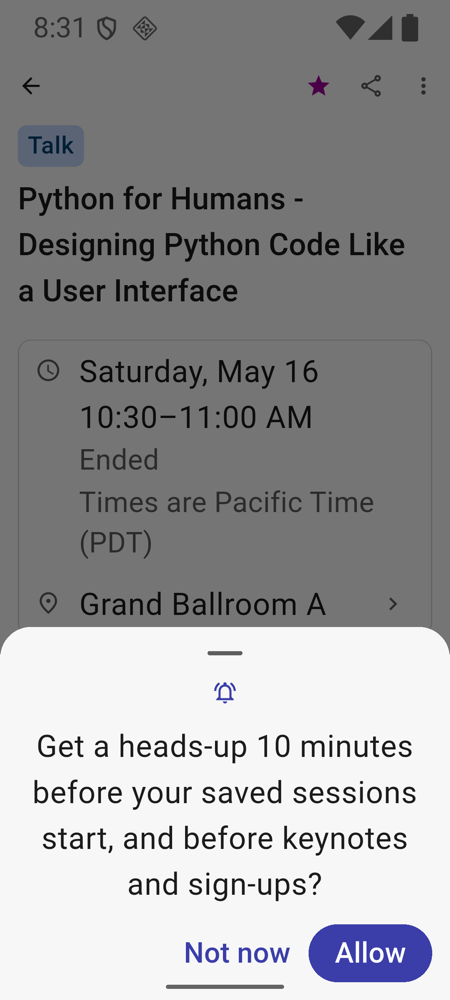 8:31
Talk
Python for Humans -
Designing Python Code Like
a User Interface
Saturday, May 16
10:30–11:00 AM
Ended
Times are Pacific Time
(PDT)
Grand Ballroom A
Get a heads-up 10 minutes
before your saved sessions
start, and before keynotes
and sign-ups?
Not now
Allow